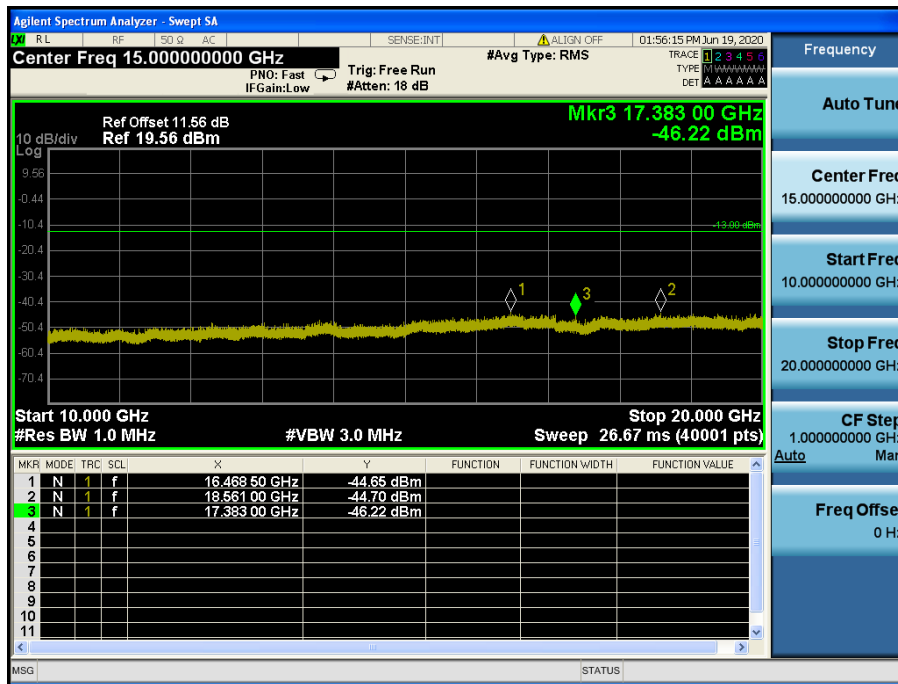 Agilent Spectrum Analyzer - Swept SA
LXI RL RF 50 Ω AC SENSE:INT ALIGN OFF 01:56:15 PM Jun 19, 2020
Center Freq 15.000000000 GHz #Avg Type: RMS TRACE 1 2 3 4 5 6
PNO: Fast Trig: Free Run TYPE M WWWWW
IFGain:Low #Atten: 18 dB DET A A A A A A
Mkr3 17.383 00 GHz
-46.22 dBm
Ref Offset 11.56 dB
10 dB/div Ref 19.56 dBm
Log
9.56
-0.44
-10.4
-13.00 dBm
-20.4
-30.4
-40.4
1 3 2
-50.4
-60.4
-70.4
Start 10.000 GHz Stop 20.000 GHz
#Res BW 1.0 MHz #VBW 3.0 MHz Sweep 26.67 ms (40001 pts)
MKR MODE TRC SCL X Y FUNCTION FUNCTION WIDTH FUNCTION VALUE
1 N 1 f 16.468 50 GHz -44.65 dBm
2 N 1 f 18.561 00 GHz -44.70 dBm
3 N 1 f 17.383 00 GHz -46.22 dBm
4
5
6
7
8
9
10
11
MSG STATUS
Frequency
Auto Tune
Center Freq
15.000000000 GHz
Start Freq
10.000000000 GHz
Stop Freq
20.000000000 GHz
CF Step
1.000000000 GHz
Auto Man
Freq Offset
0 Hz